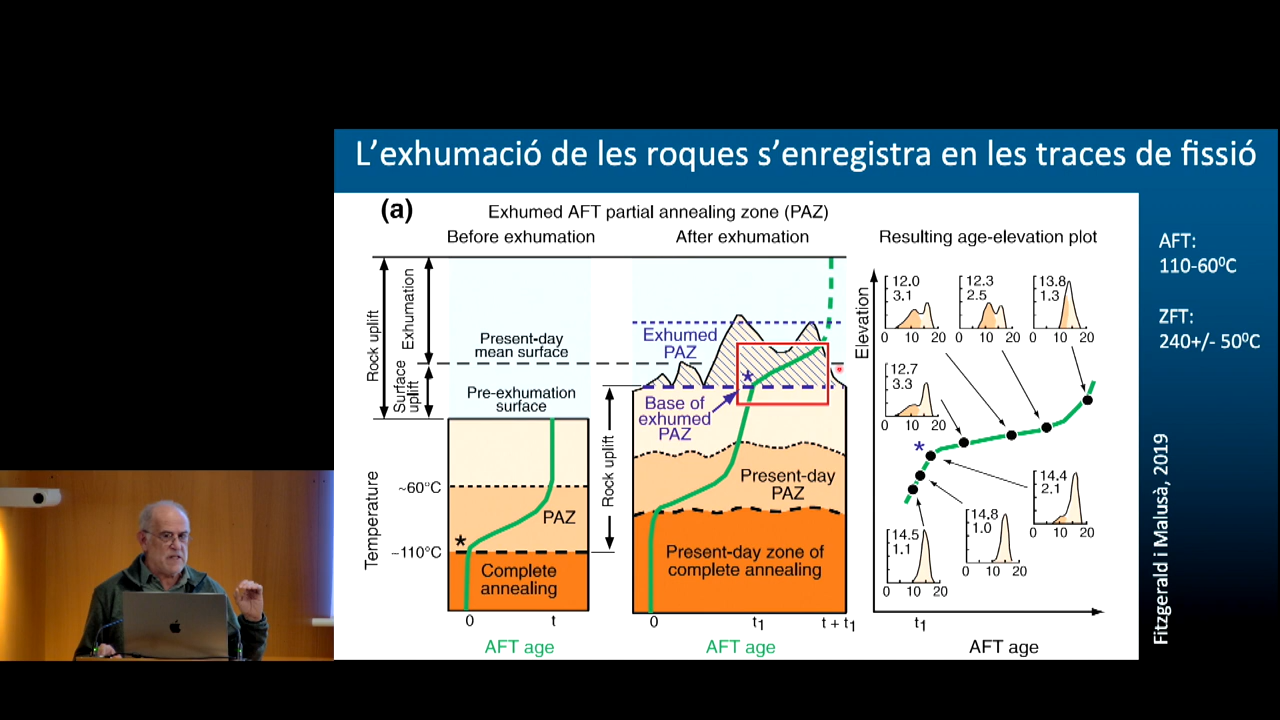 L’exhumació de les roques s’enregistra en les traces de fissió
(a)
Exhumed AFT partial annealing zone (PAZ)
Before exhumation
After exhumation
Resulting age-elevation plot
Rock uplift
Exhumation
Surface
uplift
Present-day
mean surface
Pre-exhumation
surface
Temperature
~60°C
~110°C
PAZ
*
Complete
annealing
0
t
AFT age
Exhumed
PAZ
*
Base of
exhumed
PAZ
Rock uplift
Present-day
PAZ
Present-day zone of
complete annealing
0
t1
t + t1
AFT age
Elevation
12.0
3.1
0 10 20
12.3
2.5
0 10 20
13.8
1.3
0 10 20
12.7
3.3
0 10 20
*
14.4
2.1
0 10 20
14.8
1.0
0 10 20
14.5
1.1
0 10 20
t1
AFT age
AFT:
110-60⁰C
ZFT:
240+/- 50⁰C
Fitzgerald i Malusà, 2019